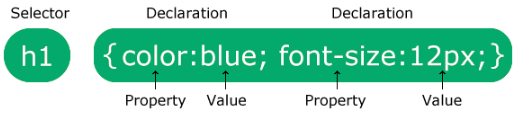 Selector Declaration Declaration
h1 {color:blue; font-size:12px;}
Property Value Property Value